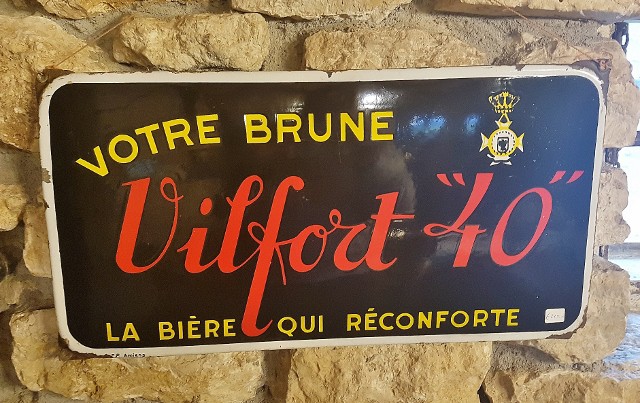 VOTRE BRUNE
Vilfort "40"
LA BIÈRE QUI RÉCONFORTE